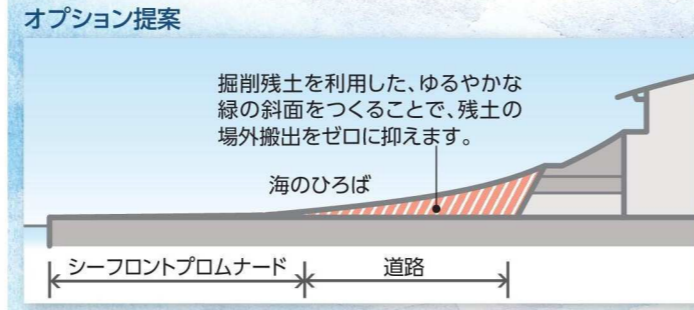 オプション提案
掘削残土を利用した、ゆるやかな
緑の斜面をつくることで、残土の
場外搬出をゼロに抑えます。
海のひろば
シーフロントプロムナード
道路